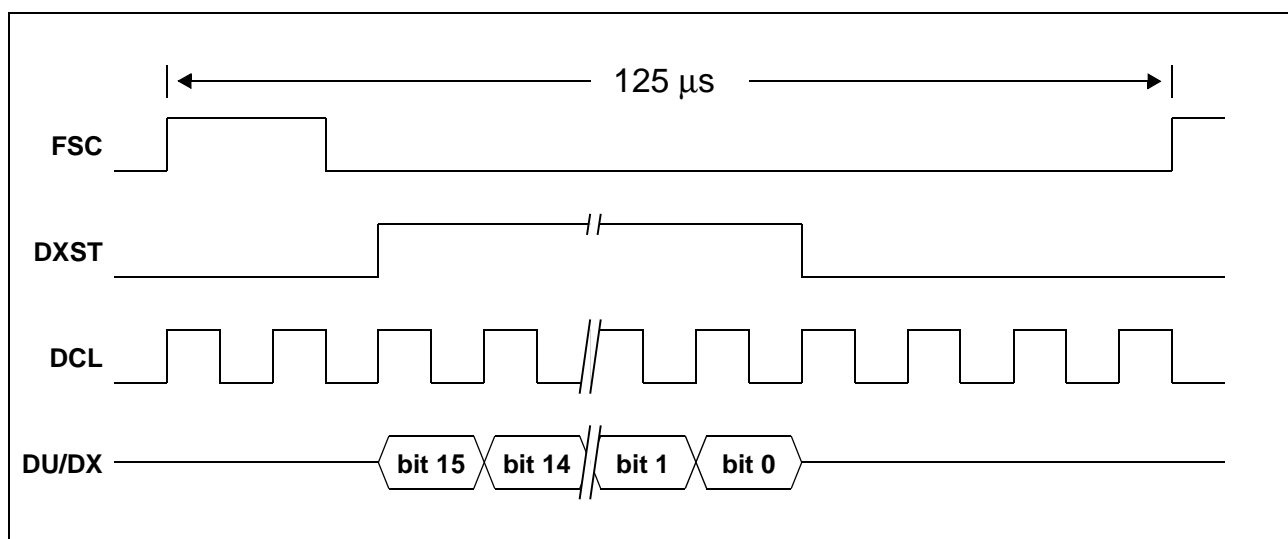 125 μs
FSC
DXST
DCL
DU/DX bit 15 bit 14 bit 1 bit 0